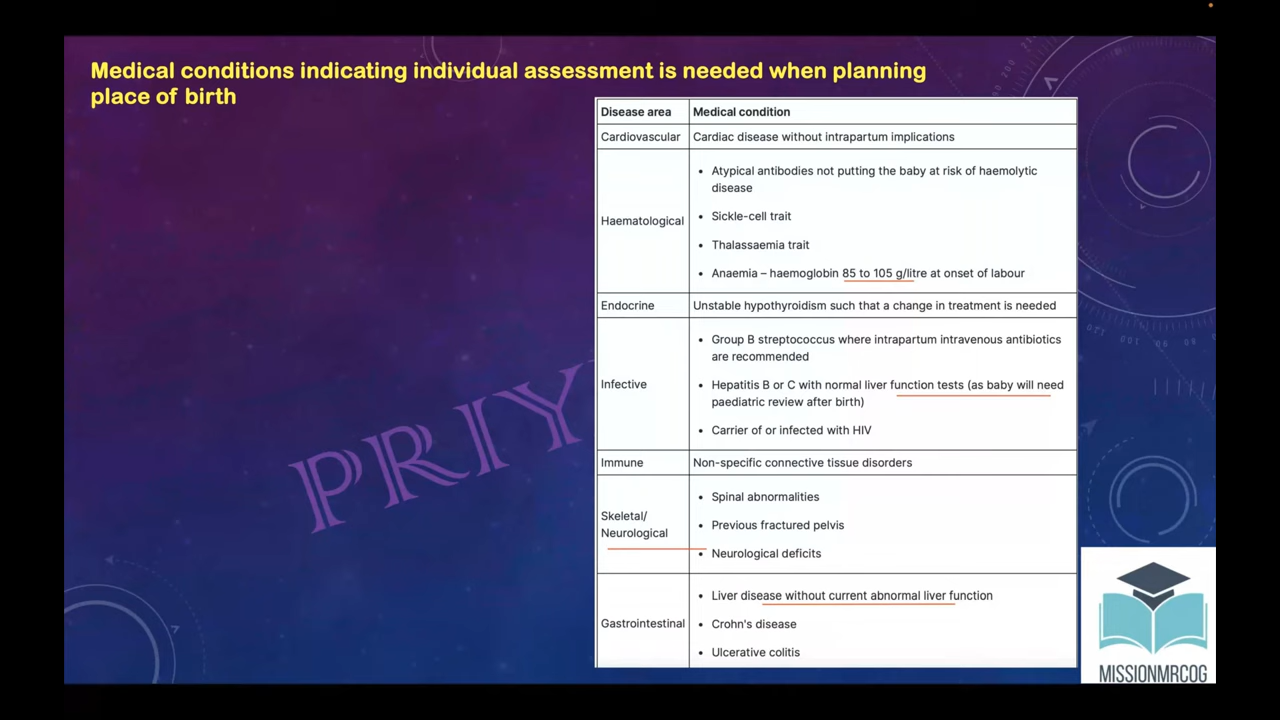 Medical conditions indicating individual assessment is needed when planning
place of birth
Disease area Medical condition
Cardiovascular Cardiac disease without intrapartum implications
Haematological
• Atypical antibodies not putting the baby at risk of haemolytic
disease
• Sickle-cell trait
• Thalassaemia trait
• Anaemia – haemoglobin 85 to 105 g/litre at onset of labour
Endocrine Unstable hypothyroidism such that a change in treatment is needed
Infective
• Group B streptococcus where intrapartum intravenous antibiotics
are recommended
• Hepatitis B or C with normal liver function tests (as baby will need
paediatric review after birth)
• Carrier of or infected with HIV
Immune Non-specific connective tissue disorders
Skeletal/
Neurological
• Spinal abnormalities
• Previous fractured pelvis
• Neurological deficits
Gastrointestinal
• Liver disease without current abnormal liver function
• Crohn's disease
• Ulcerative colitis
PRIY
MISSIONMRCOG